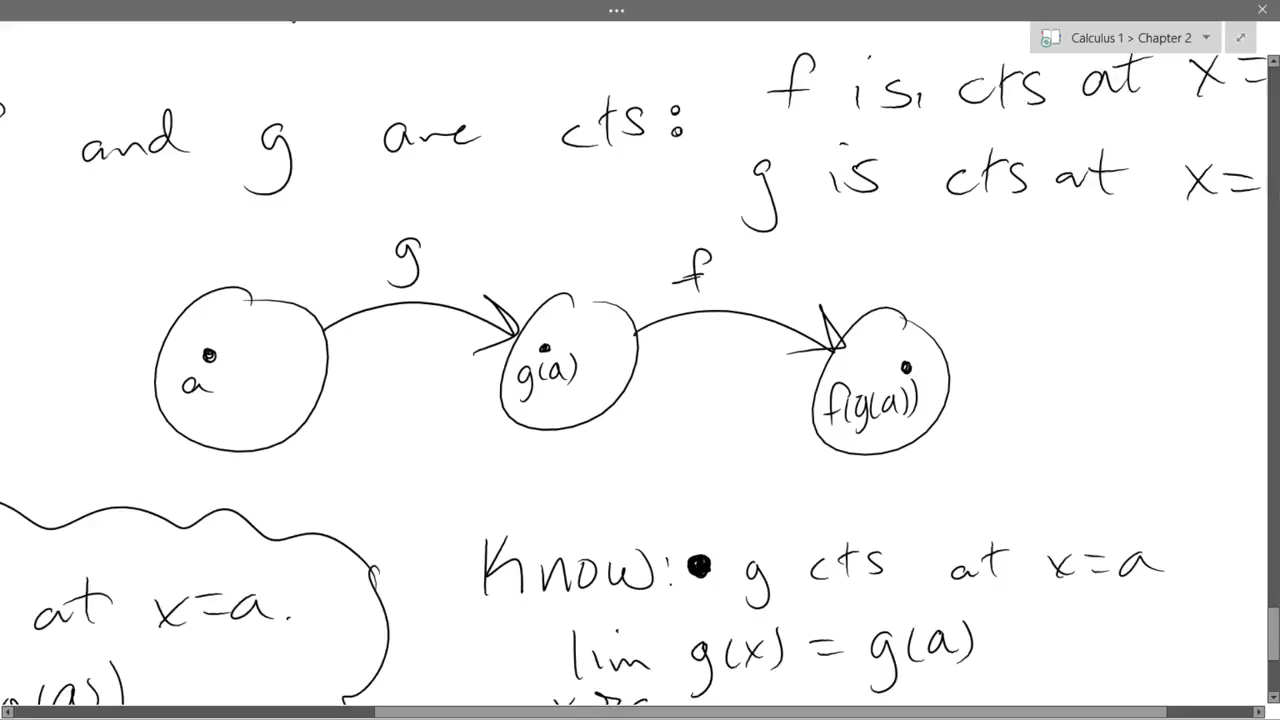 Calculus 1 > Chapter 2
f is cts at x=
and g are cts:
g is cts at x=
g f
a g(a) f(g(a))
Know: g cts at x=a
at x=a.
lim g(x) = g(a)